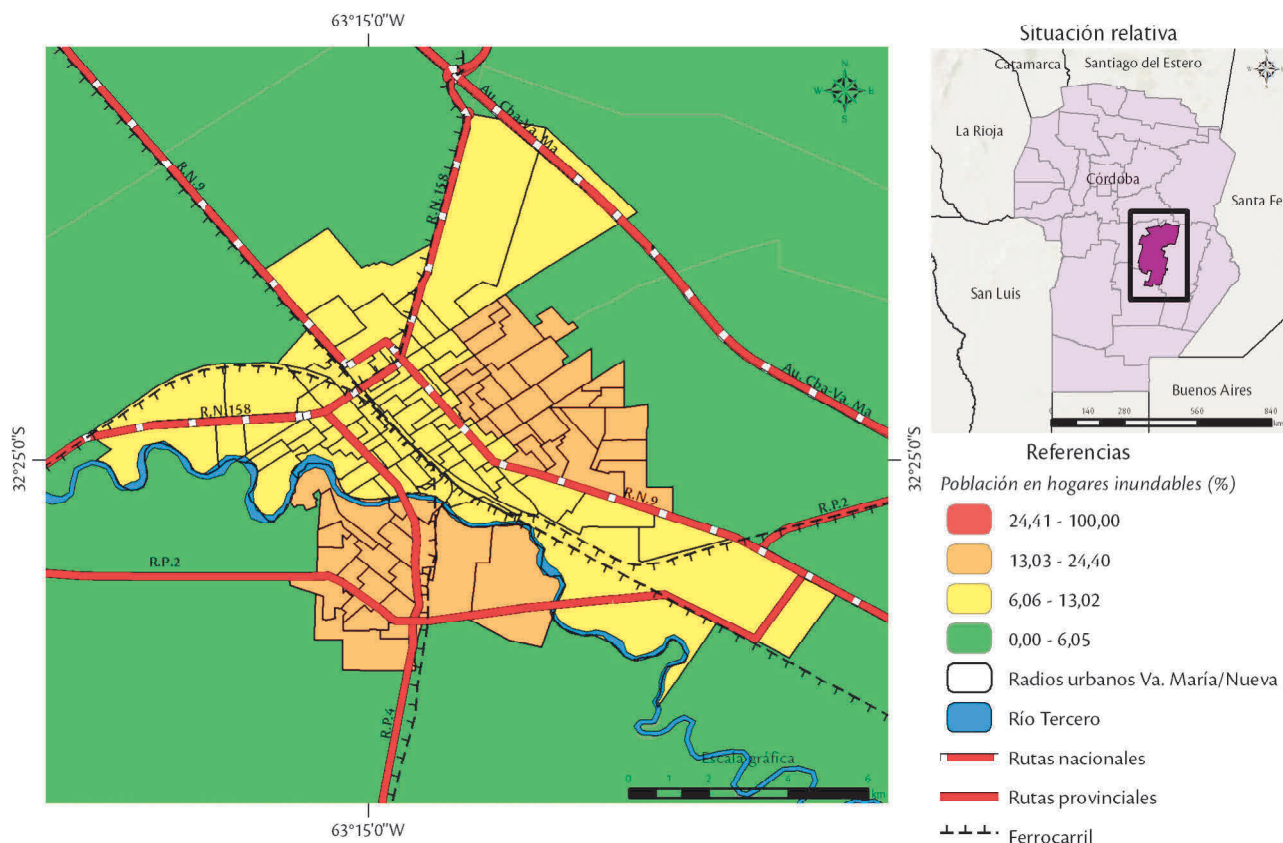 63°15'0"W
R.N.9
Au. Cba-Va. Ma
R.N.158
N
W E
S
R.N.158
Au. Cba-Va. Ma
32°25'0"S
32°25'0"S
R.N.9
R.P.2
R.P.2
R.P.4
Escala gráfica
0 1 2 4 6
km
63°15'0"W
Situación relativa
Catamarca
Santiago del Estero
La Rioja
Córdoba
Santa Fe
San Luis
Buenos Aires
0 140 280 560 840
km
Referencias
Población en hogares inundables (%)
24,41 - 100,00
13,03 - 24,40
6,06 - 13,02
0,00 - 6,05
Radios urbanos Va. María/Nueva
Río Tercero
Rutas nacionales
Rutas provinciales
Ferrocarril